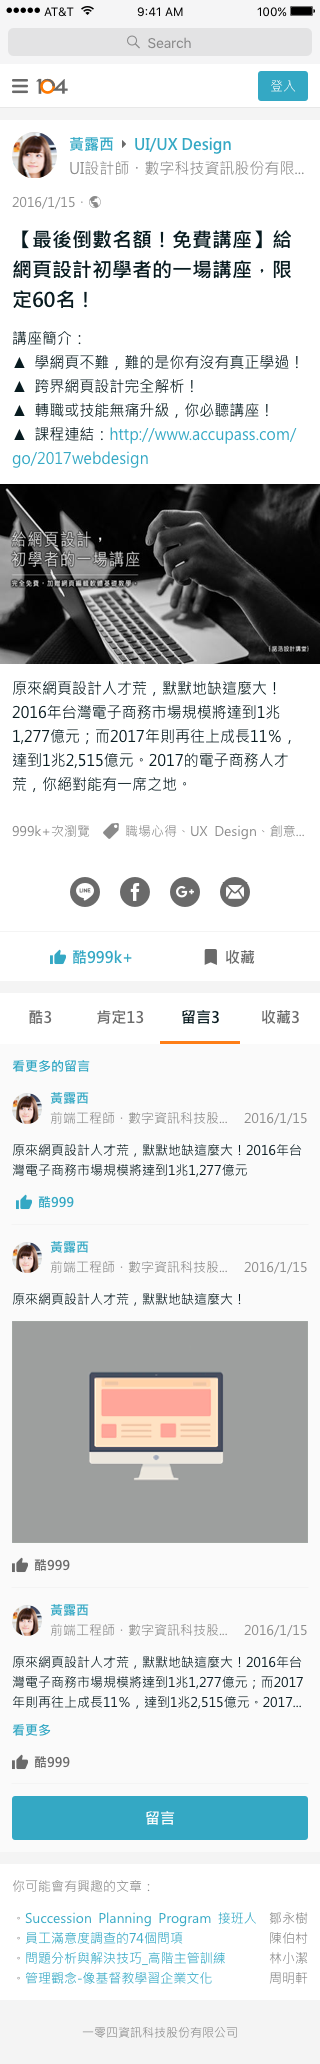 AT&T 9:41 AM 100%
Search
104 登入
黃露西 UI/UX Design
UI設計師 · 數字科技資訊股份有限...
2016/1/15 ·
【最後倒數名額！免費講座】給
網頁設計初學者的一場講座，限
定60名！
講座簡介：
▲ 學網頁不難，難的是你有沒有真正學過！
▲ 跨界網頁設計完全解析！
▲ 轉職或技能無痛升級，你必聽講座！
▲ 課程連結：http://www.accupass.com/
go/2017webdesign
給網頁設計，
初學者的一場講座
完全免費，加贈網頁編輯軟體基礎教學。
原來網頁設計人才荒，默默地缺這麼大！
2016年台灣電子商務市場規模將達到1兆
1,277億元；而2017年則再往上成長11%，
達到1兆2,515億元。2017的電子商務人才
荒，你絕對能有一席之地。
999k+次瀏覽 職場心得 · UX Design · 創意...
LINE f G+
酷999k+ 收藏
酷3 肯定13 留言3 收藏3
看更多的留言
黃露西
前端工程師 · 數字資訊科技股... 2016/1/15
原來網頁設計人才荒，默默地缺這麼大！2016年台
灣電子商務市場規模將達到1兆1,277億元
酷999
黃露西
前端工程師 · 數字資訊科技股... 2016/1/15
原來網頁設計人才荒，默默地缺這麼大！
酷999
黃露西
前端工程師 · 數字資訊科技股... 2016/1/15
原來網頁設計人才荒，默默地缺這麼大！2016年台
灣電子商務市場規模將達到1兆1,277億元；而2017
年則再往上成長11%，達到1兆2,515億元。2017...
看更多
酷999
留言
你可能會有興趣的文章：
· Succession Planning Program 接班人 鄒永樹
· 員工滿意度調查的74個問項 陳伯村
· 問題分析與解決技巧_高階主管訓練 林小潔
· 管理觀念-像基督教學習企業文化 周明軒
一零四資訊科技股份有限公司